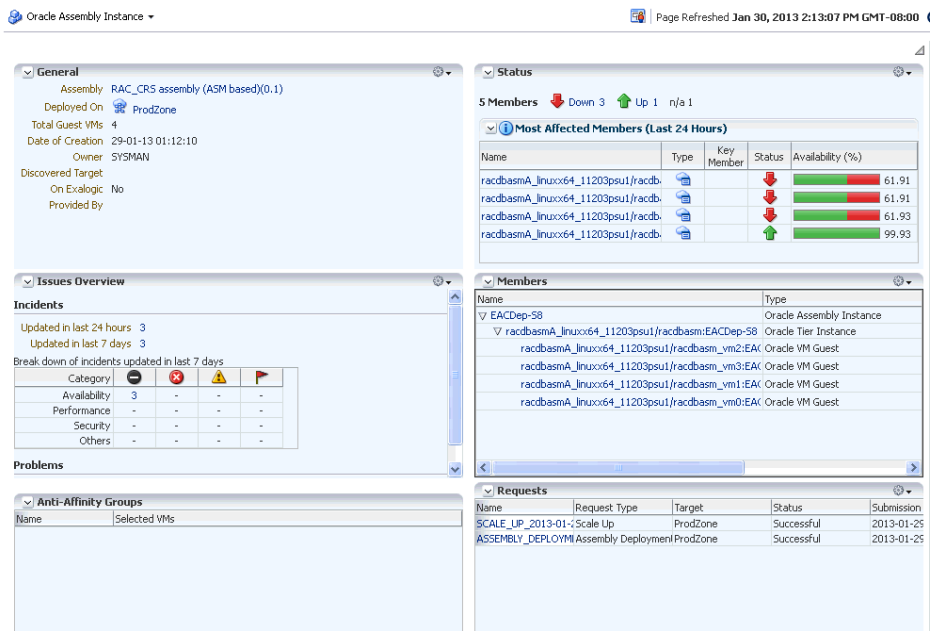 Oracle Assembly Instance
Page Refreshed Jan 30, 2013 2:13:07 PM GMT-08:00
General
Assembly RAC_CRS assembly (ASM based)(0.1)
Deployed On ProdZone
Total Guest VMs 4
Date of Creation 29-01-13 01:12:10
Owner SYSMAN
Discovered Target
On Exalogic No
Provided By
Status
5 Members Down 3 Up 1 n/a 1
Most Affected Members (Last 24 Hours)
Name Type Key Member Status Availability (%)
racdbasmA_linuxx64_11203psu1/racdb 61.91
racdbasmA_linuxx64_11203psu1/racdb 61.91
racdbasmA_linuxx64_11203psu1/racdb 61.93
racdbasmA_linuxx64_11203psu1/racdb 99.93
Issues Overview
Incidents
Updated in last 24 hours 3
Updated in last 7 days 3
Break down of incidents updated in last 7 days
Category
Availability 3 - - -
Performance - - - -
Security - - - -
Others - - - -
Problems
Members
Name Type
EACDep-S8 Oracle Assembly Instance
racdbasmA_linuxx64_11203psu1/racdbasm:EACDep-S8 Oracle Tier Instance
racdbasmA_linuxx64_11203psu1/racdbasm_vm2:EAC Oracle VM Guest
racdbasmA_linuxx64_11203psu1/racdbasm_vm3:EAC Oracle VM Guest
racdbasmA_linuxx64_11203psu1/racdbasm_vm1:EAC Oracle VM Guest
racdbasmA_linuxx64_11203psu1/racdbasm_vm0:EAC Oracle VM Guest
Anti-Affinity Groups
Name Selected VMs
Requests
Name Request Type Target Status Submission
SCALE_UP_2013-01- Scale Up ProdZone Successful 2013-01-29
ASSEMBLY_DEPLOYM Assembly Deployment ProdZone Successful 2013-01-29